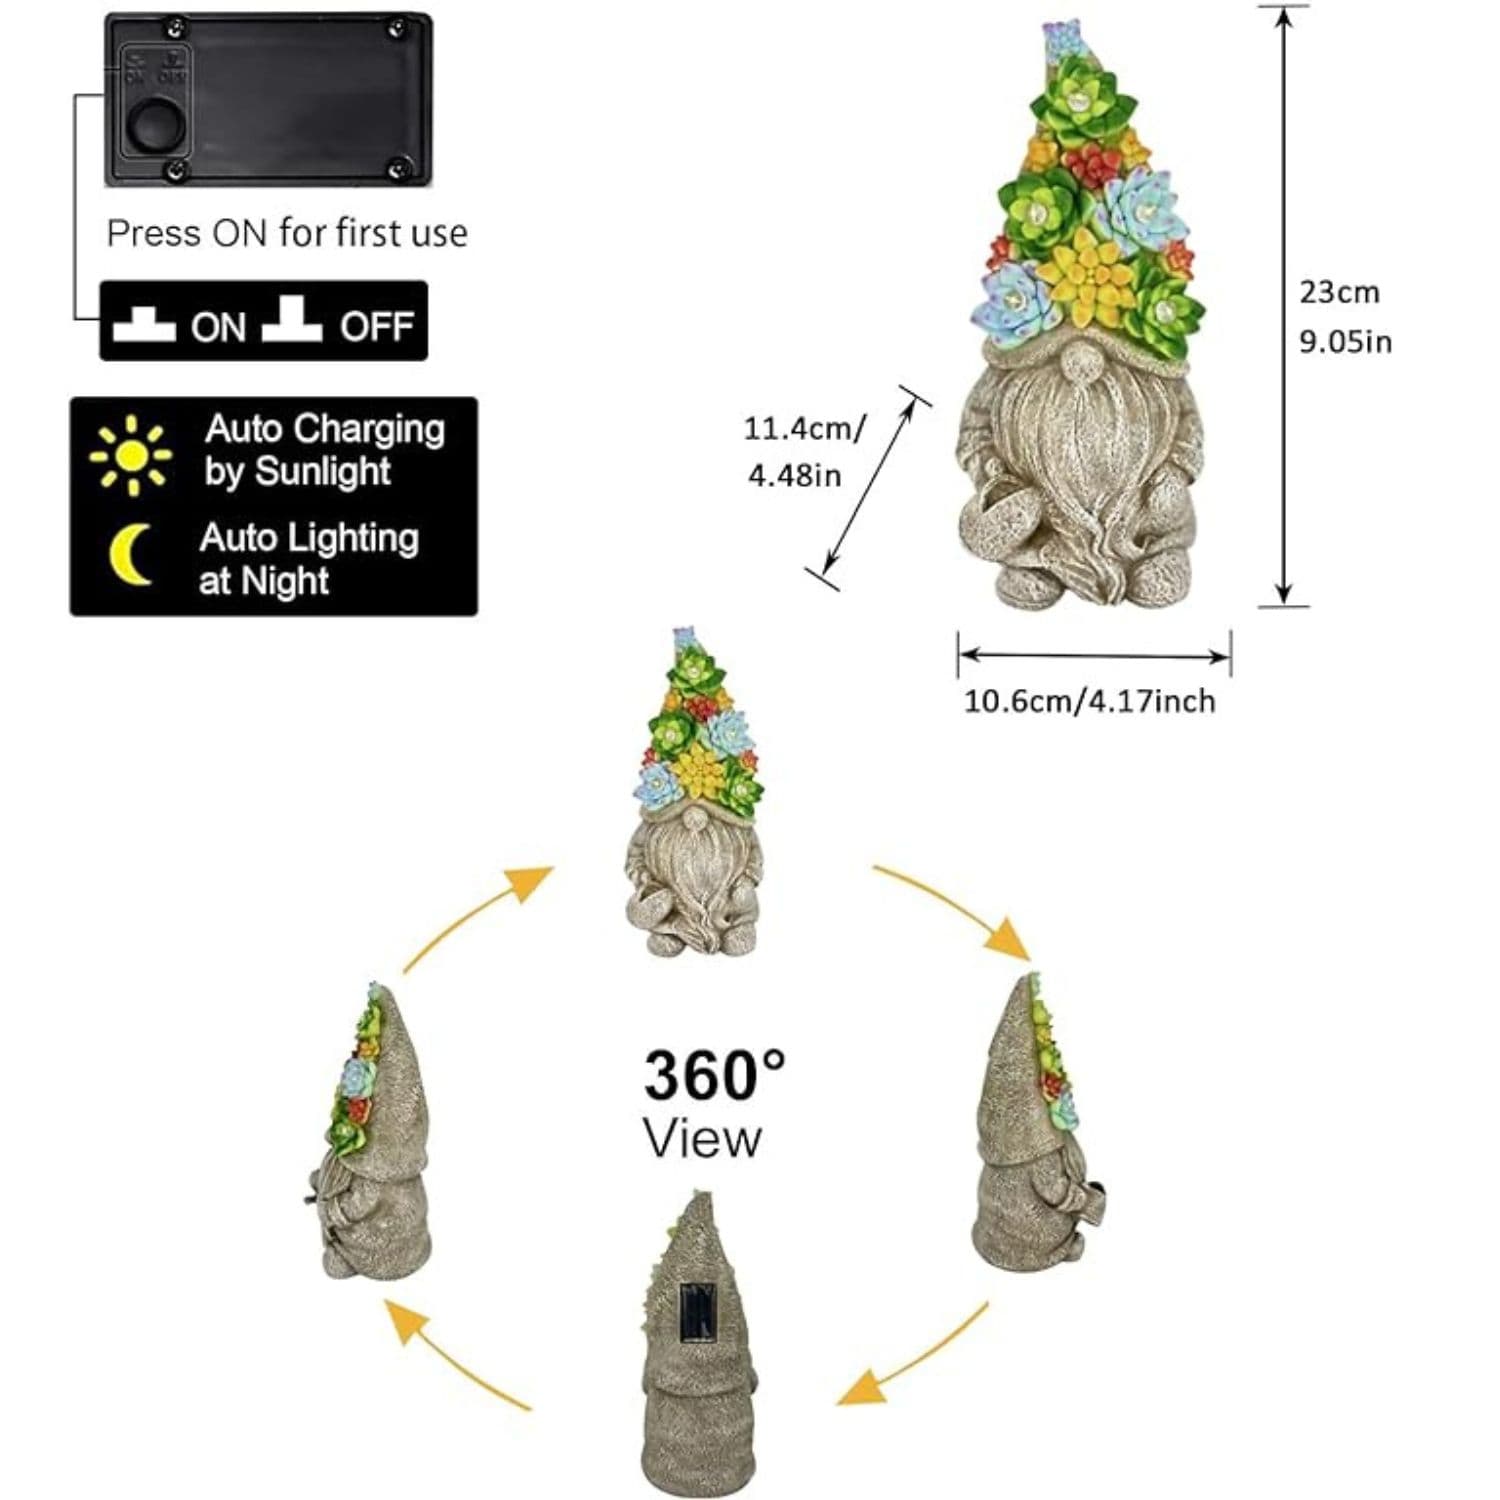 ON OFF
Press ON for first use
ON OFF
Auto Charging
by Sunlight
Auto Lighting
at Night
23cm
9.05in
11.4cm/
4.48in
10.6cm/4.17inch
360°
View